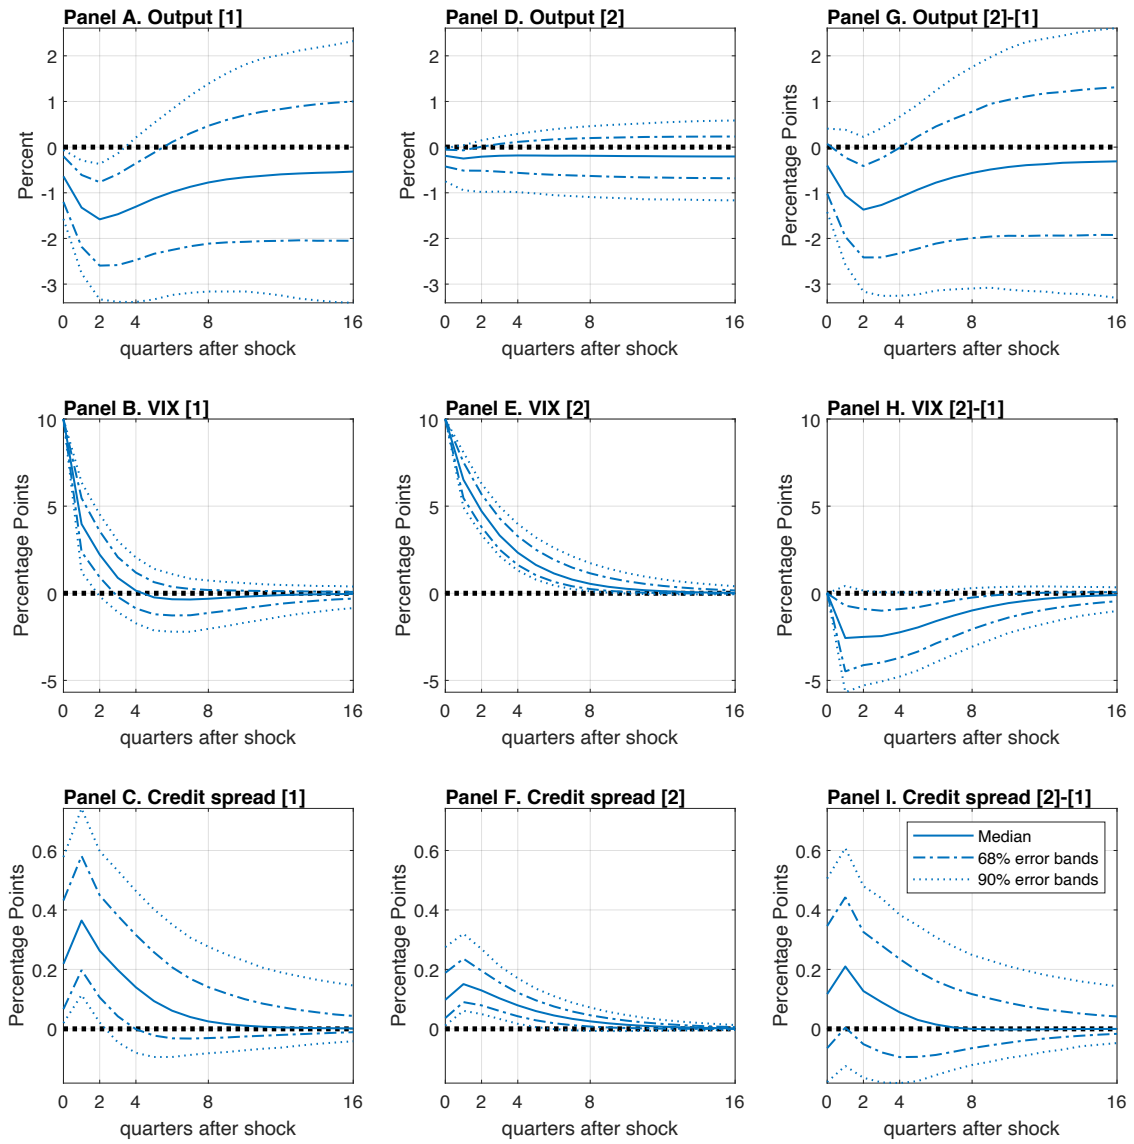 Panel A. Output [1]
Percent
2
1
0
-1
-2
-3
0 2 4 8 16
quarters after shock
Panel D. Output [2]
Percent
2
1
0
-1
-2
-3
0 2 4 8 16
quarters after shock
Panel G. Output [2]-[1]
Percentage Points
2
1
0
-1
-2
-3
0 2 4 8 16
quarters after shock
Panel B. VIX [1]
Percentage Points
10
5
0
-5
0 2 4 8 16
quarters after shock
Panel E. VIX [2]
Percentage Points
10
5
0
-5
0 2 4 8 16
quarters after shock
Panel H. VIX [2]-[1]
Percentage Points
10
5
0
-5
0 2 4 8 16
quarters after shock
Panel C. Credit spread [1]
Percentage Points
0.6
0.4
0.2
0
0 2 4 8 16
quarters after shock
Panel F. Credit spread [2]
Percentage Points
0.6
0.4
0.2
0
0 2 4 8 16
quarters after shock
Panel I. Credit spread [2]-[1]
Percentage Points
0.6
0.4
0.2
0
Median
68% error bands
90% error bands
0 2 4 8 16
quarters after shock